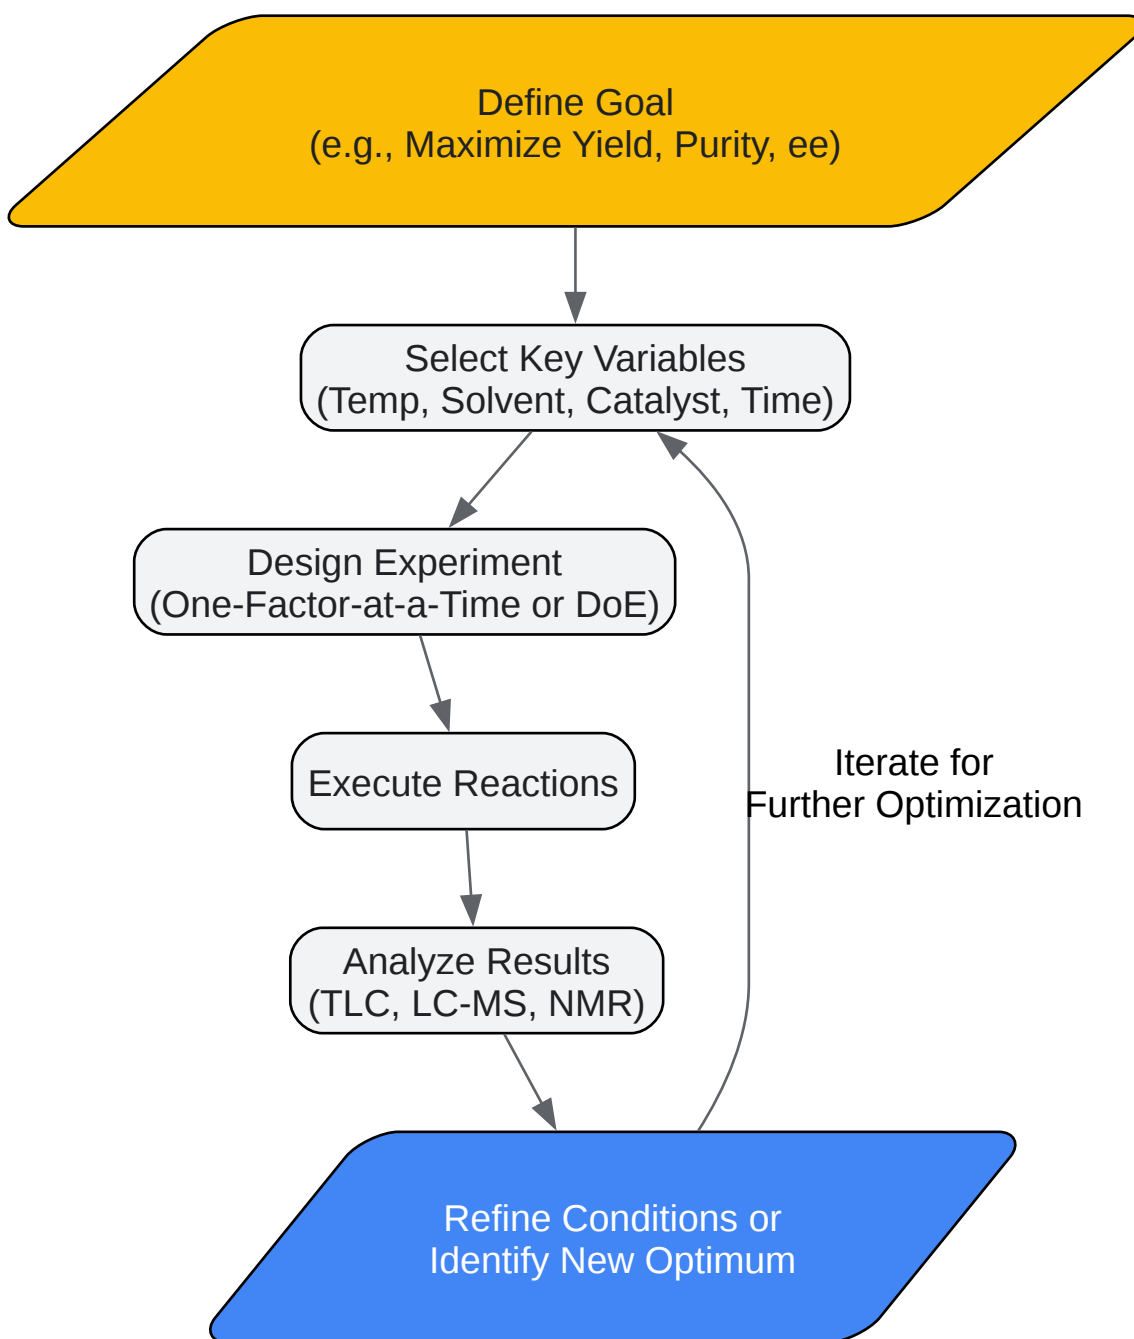 Define Goal
(e.g., Maximize Yield, Purity, ee)
Select Key Variables
(Temp, Solvent, Catalyst, Time)
Design Experiment
(One-Factor-at-a-Time or DoE)
Execute Reactions
Iterate for
Further Optimization
Analyze Results
(TLC, LC-MS, NMR)
Refine Conditions or
Identify New Optimum